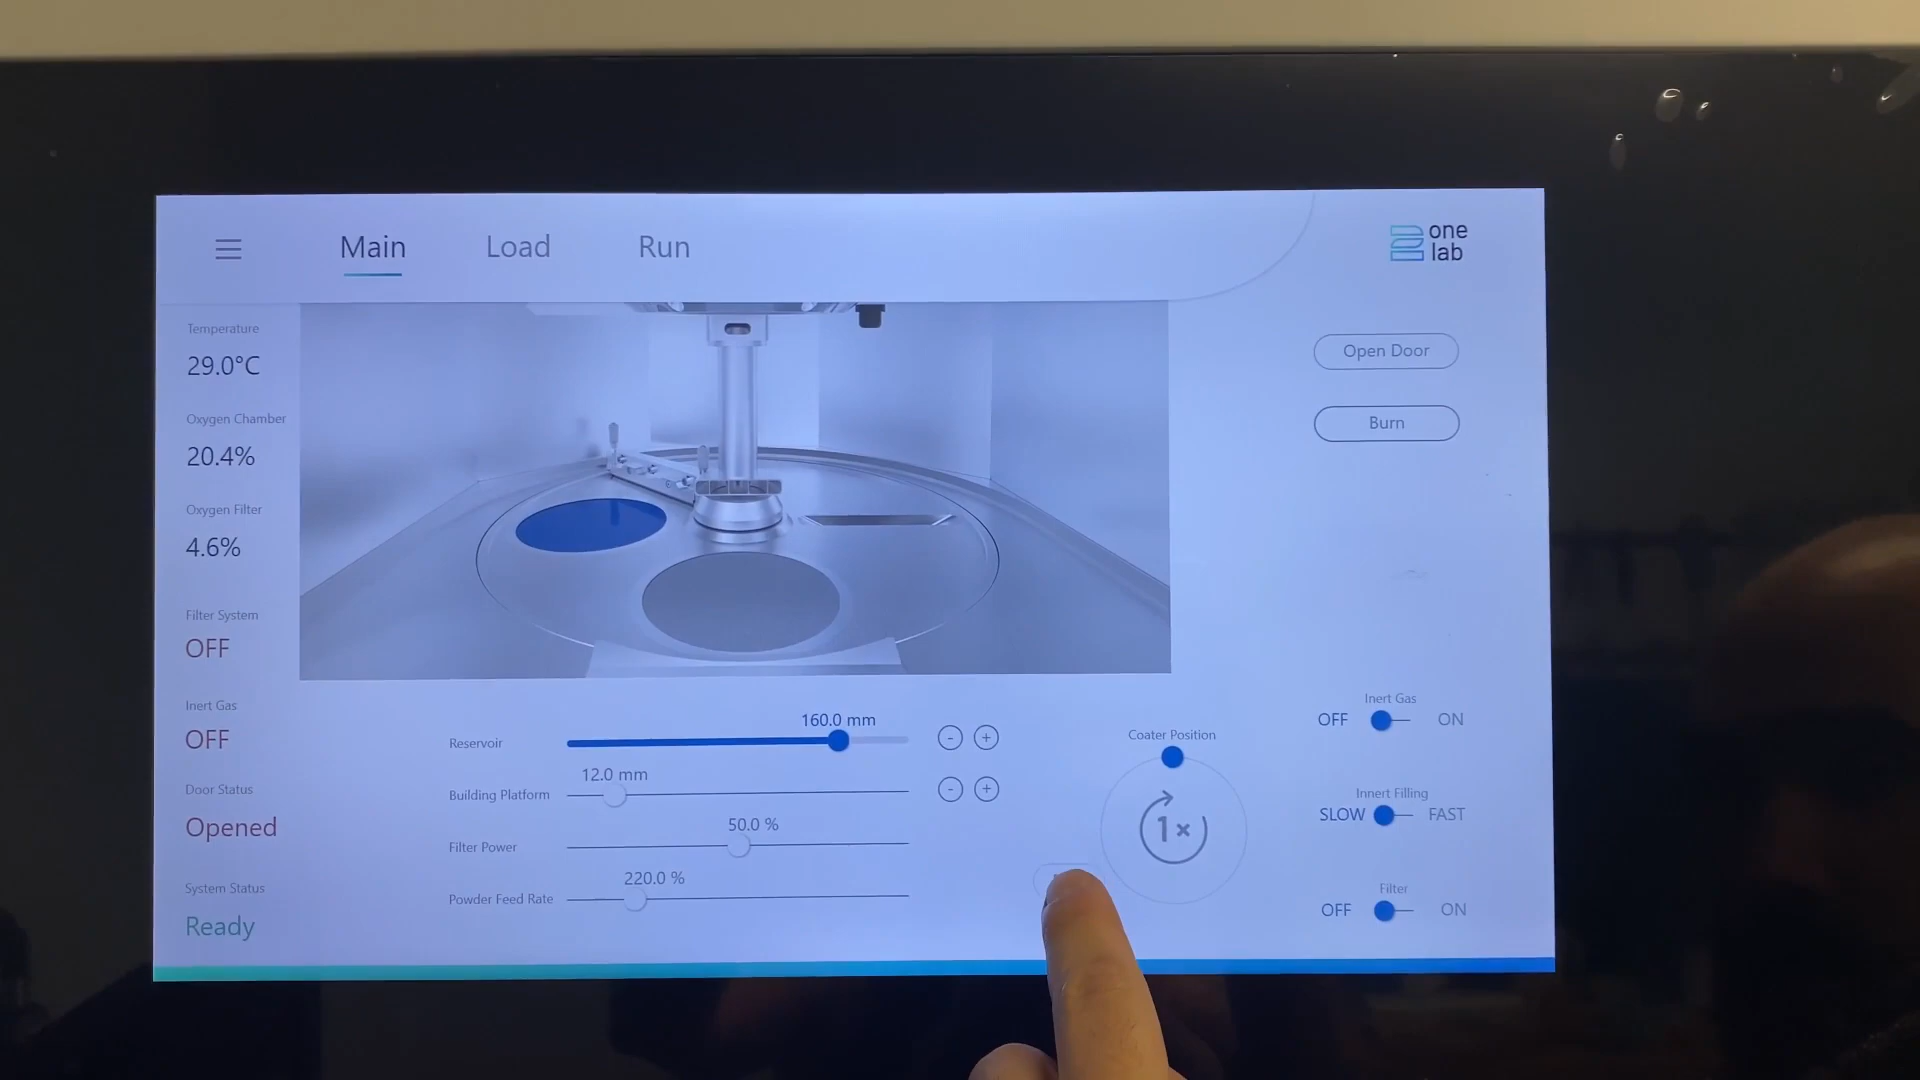 Main
Load
Run
one
lab
Temperature
29.0°C
Oxygen Chamber
20.4%
Oxygen Filter
4.6%
Filter System
OFF
Inert Gas
OFF
Door Status
Opened
System Status
Ready
Open Door
Burn
Reservoir
160.0 mm
- +
Building Platform
12.0 mm
- +
Filter Power
50.0 %
Powder Feed Rate
220.0 %
Coater Position
1x
Inert Gas
OFF ON
Innert Filling
SLOW FAST
Filter
OFF ON